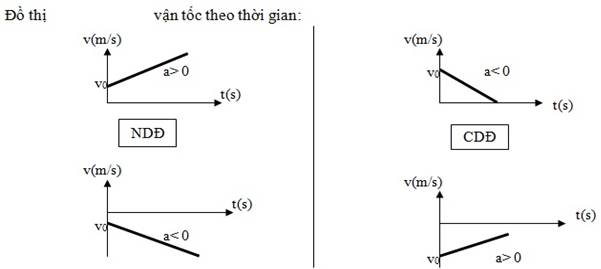 Đồ thị vận tốc theo thời gian:
v(m/s)
v0
a> 0
t(s)
NDĐ
v(m/s)
v0
a< 0
t(s)
CDĐ
v(m/s)
t(s)
v0
a< 0
v(m/s)
t(s)
v0
a> 0